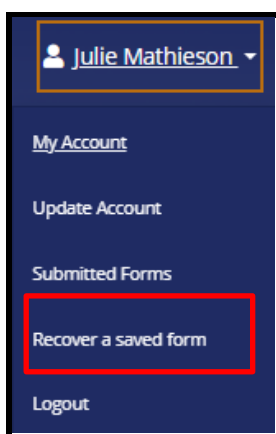 Julie Mathieson
My Account
Update Account
Submitted Forms
Recover a saved form
Logout